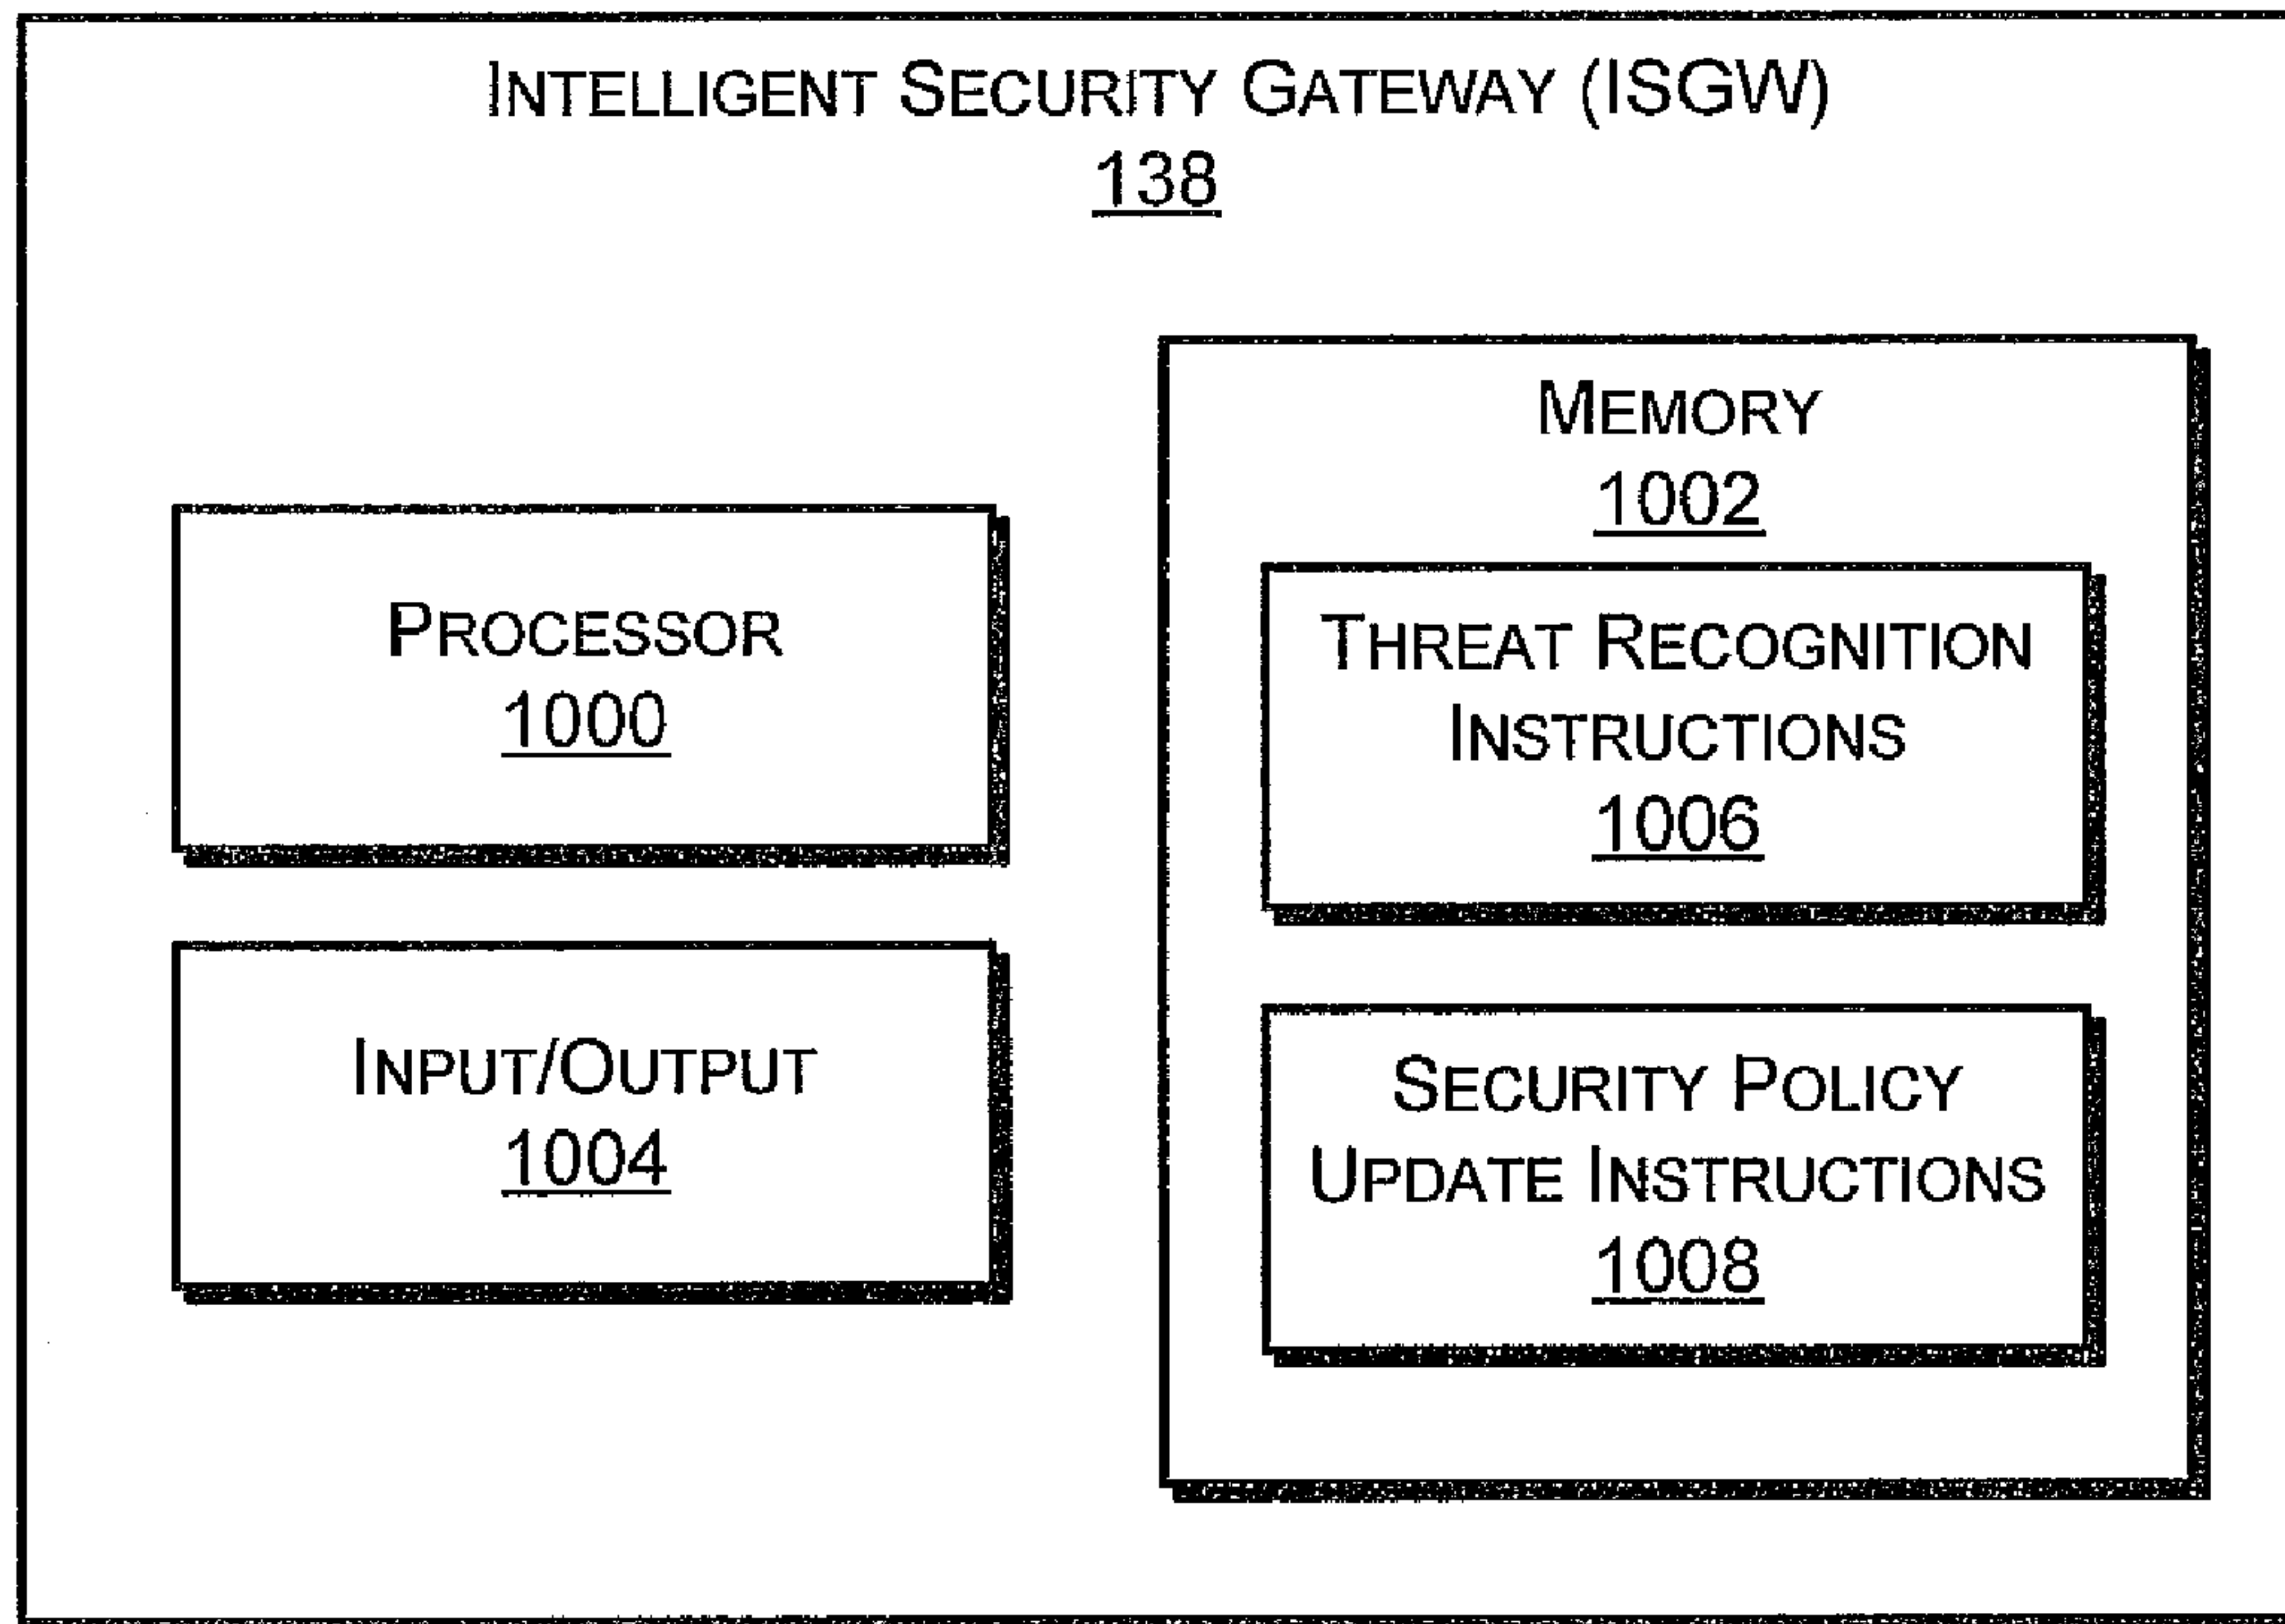 INTELLIGENT SECURITY GATEWAY (ISGW)
138
PROCESSOR
1000
INPUT/OUTPUT
1004
MEMORY
1002
THREAT RECOGNITION
INSTRUCTIONS
1006
SECURITY POLICY
UPDATE INSTRUCTIONS
1008